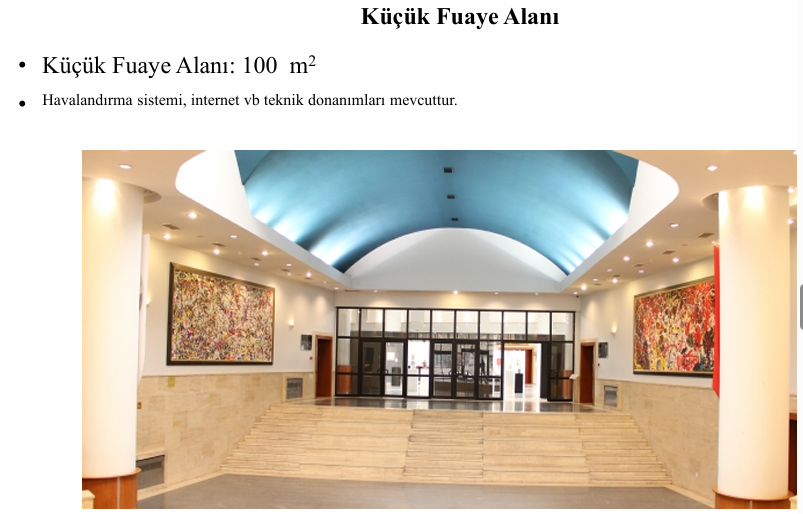 Küçük Fuaye Alanı
• Küçük Fuaye Alanı: 100 m²
• Havalandırma sistemi, internet vb teknik donanımları mevcuttur.